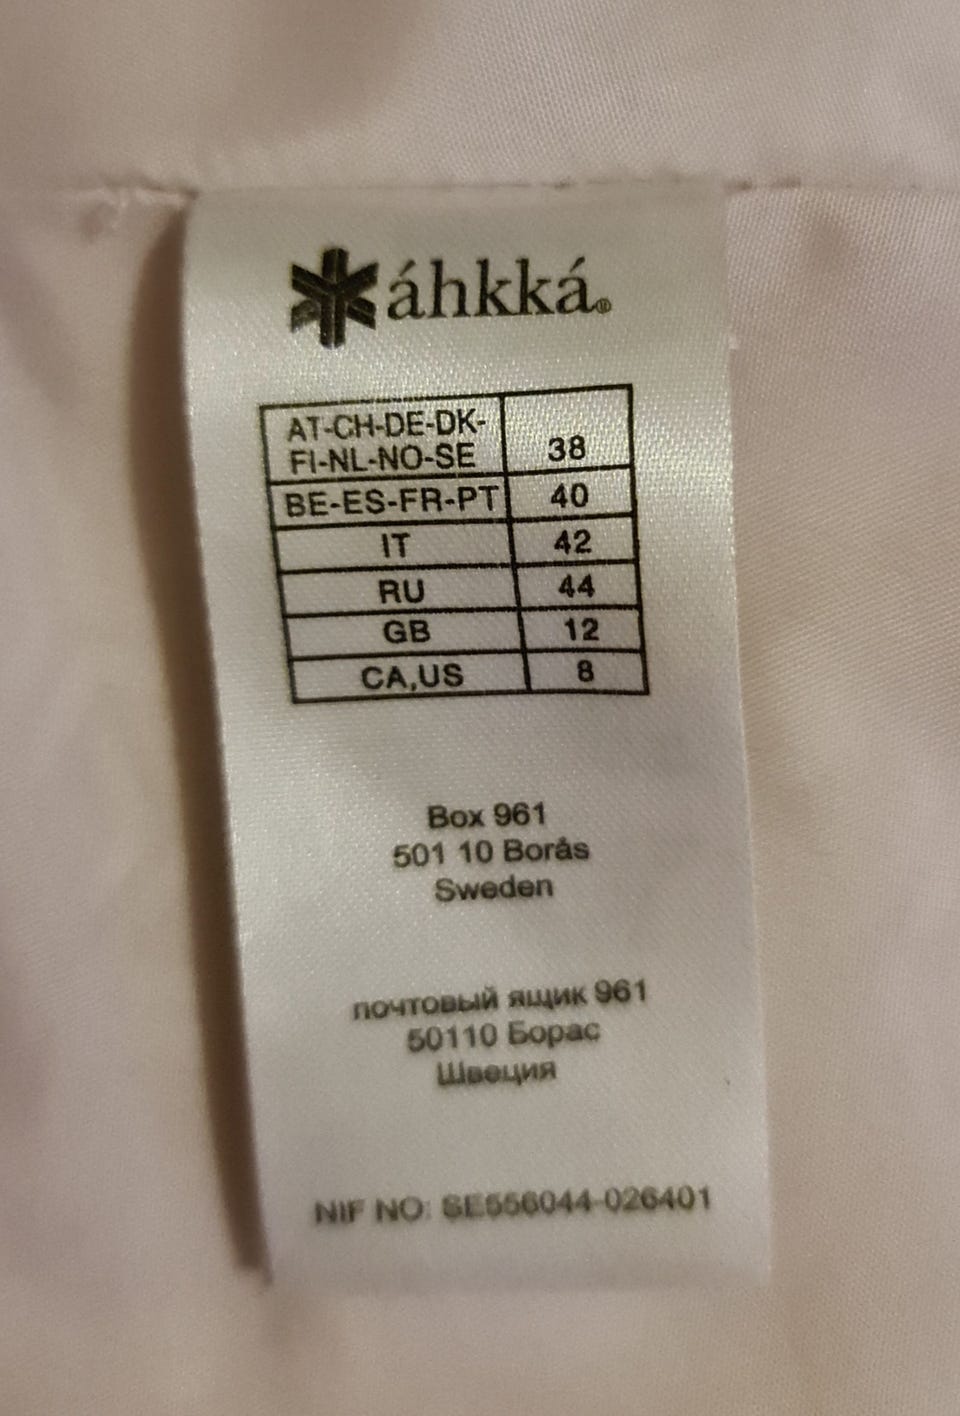 áhkká®
AT-CH-DE-DK-
FI-NL-NO-SE 38
BE-ES-FR-PT 40
IT 42
RU 44
GB 12
CA,US 8
Box 961
501 10 Borås
Sweden
почтовый ящик 961
50110 Борас
Швеция
NIF NO: SE556044-026401